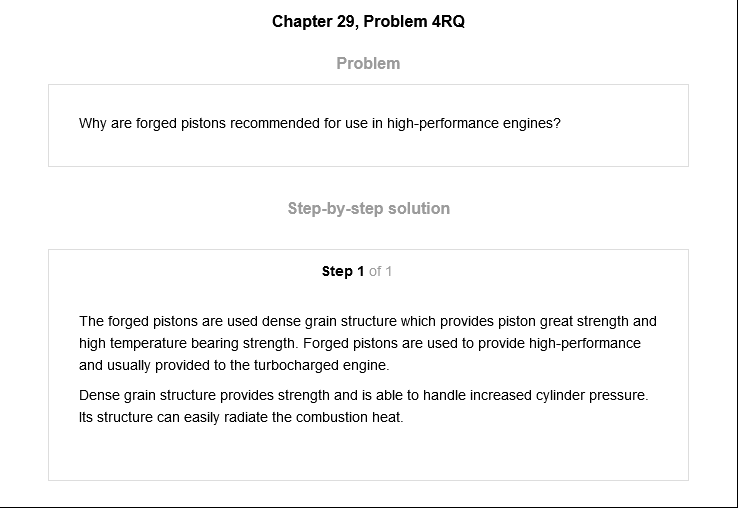 Chapter 29, Problem 4RQ
Problem
Why are forged pistons recommended for use in high-performance engines?
Step-by-step solution
Step 1 of 1
The forged pistons are used dense grain structure which provides piston great strength and
high temperature bearing strength. Forged pistons are used to provide high-performance
and usually provided to the turbocharged engine.
Dense grain structure provides strength and is able to handle increased cylinder pressure.
Its structure can easily radiate the combustion heat.